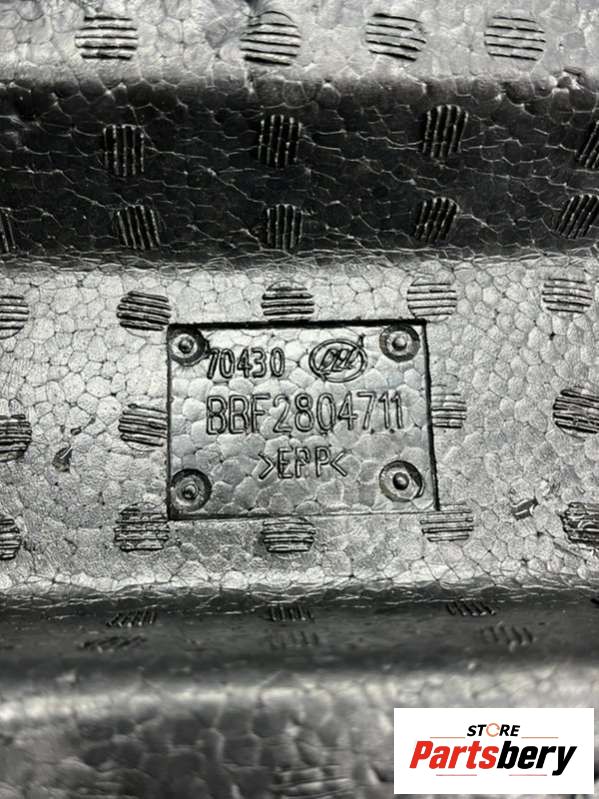 70430
BBF2804711
>EPP<
STORE
Partsbery